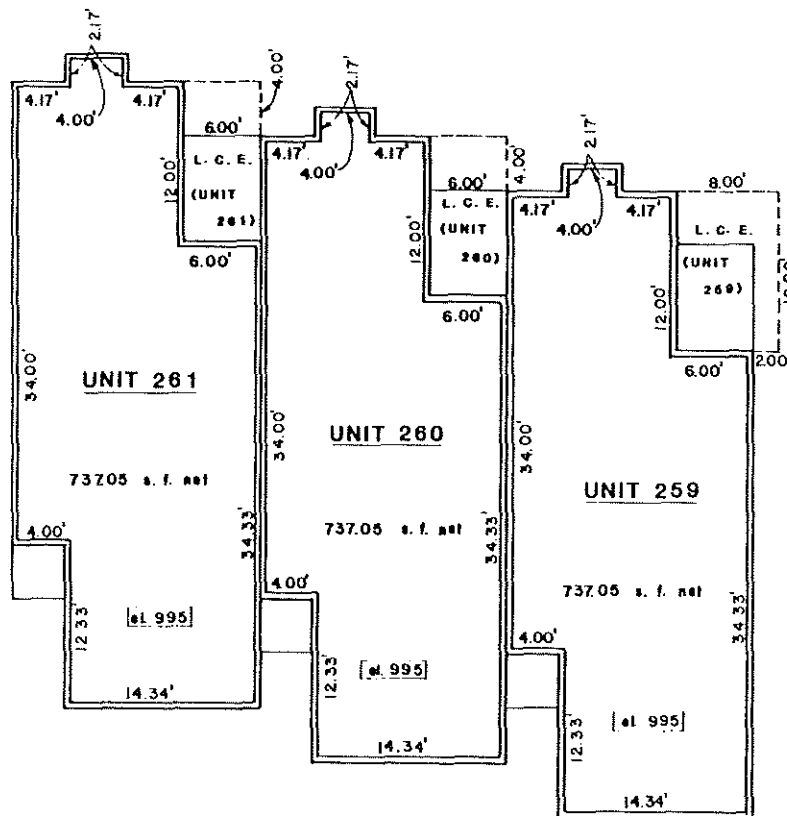 2.17'
4.17'
4.17'
4.00'
4.00'
6.00'
L. C. E.
(UNIT
261)
12.00'
6.00'
34.00'
UNIT 261
737.05 s. f. net
34.33'
4.00'
12.33'
[el. 995]
14.34'
2.17'
4.17'
4.17'
4.00'
4.00'
6.00'
L. C. E.
(UNIT
260)
12.00'
6.00'
34.00'
UNIT 260
737.05 s. f. net
34.33'
4.00'
12.33'
[el. 995]
14.34'
2.17'
4.17'
4.17'
4.00'
8.00'
L. C. E.
(UNIT
259)
12.00'
6.00'
2.00'
34.00'
UNIT 259
737.05 s. f. net
34.33'
4.00'
12.33'
[el. 995]
14.34'